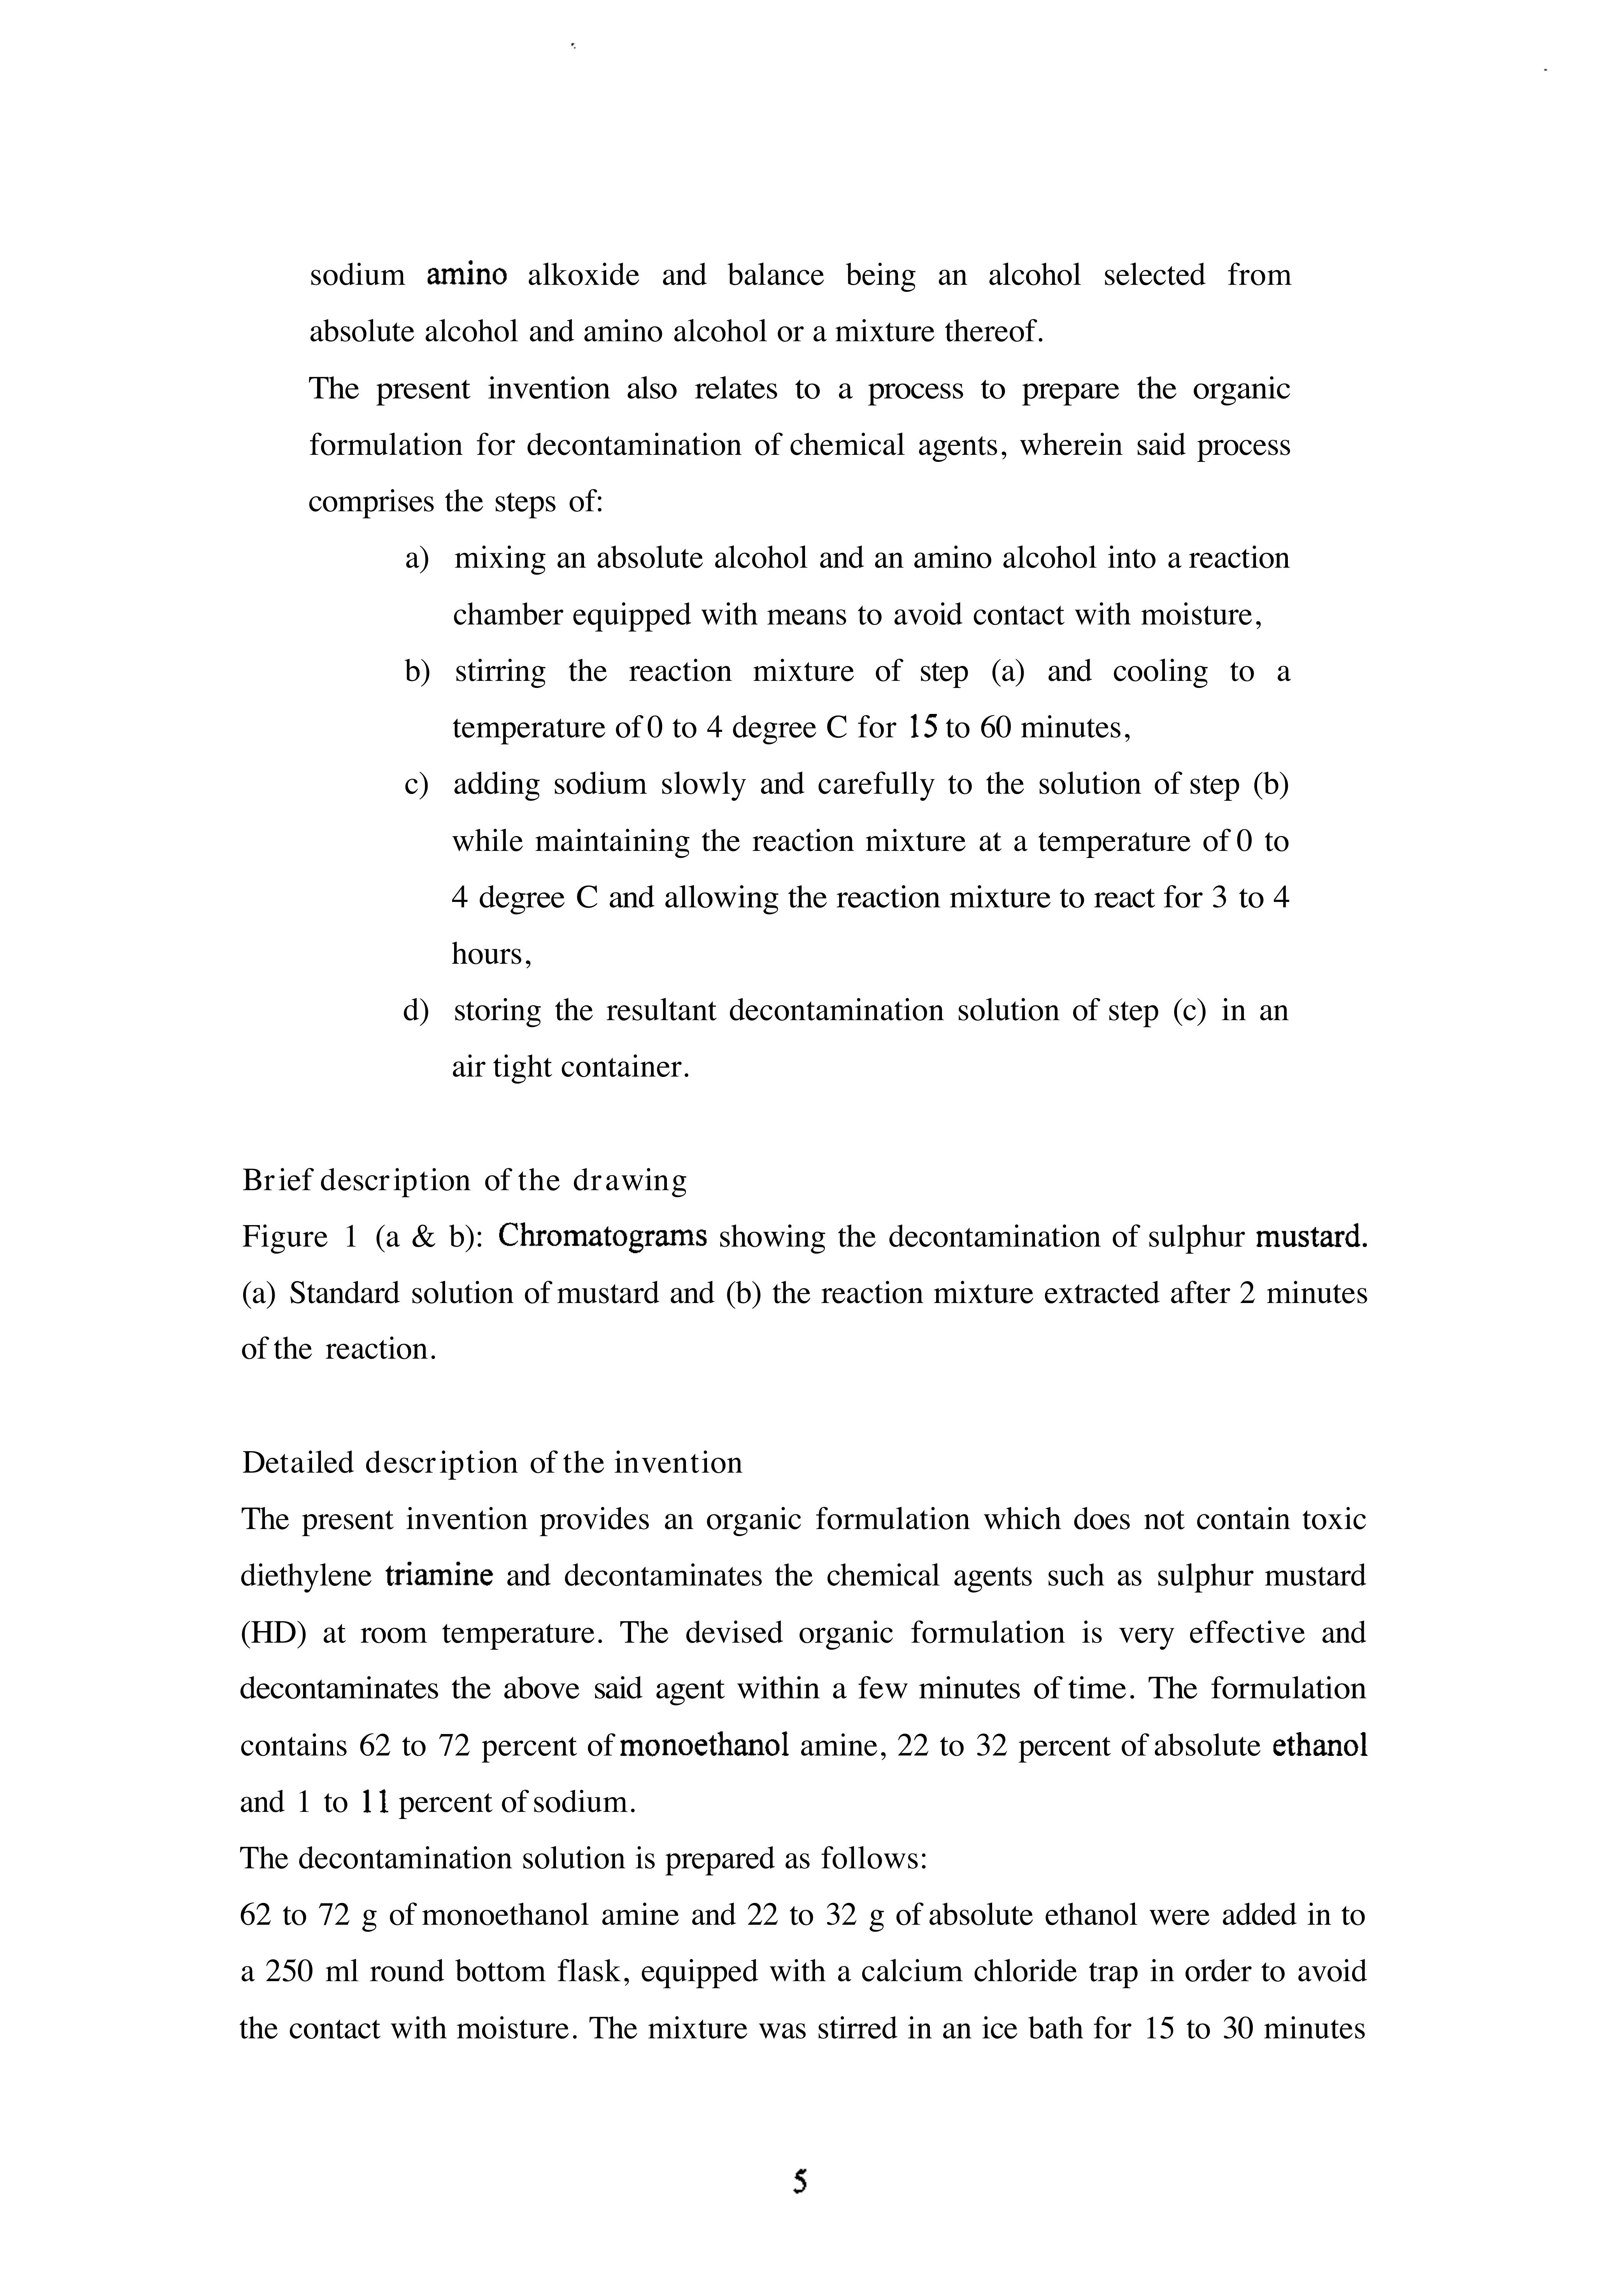 sodium amino alkoxide and balance being an alcohol selected from
absolute alcohol and amino alcohol or a mixture thereof.
The present invention also relates to a process to prepare the organic
formulation for decontamination of chemical agents, wherein said process
comprises the steps of:
a) mixing an absolute alcohol and an amino alcohol into a reaction
chamber equipped with means to avoid contact with moisture,
b) stirring the reaction mixture of step (a) and cooling to a
temperature of 0 to 4 degree C for 15 to 60 minutes,
c) adding sodium slowly and carefully to the solution of step (b)
while maintaining the reaction mixture at a temperature of 0 to
4 degree C and allowing the reaction mixture to react for 3 to 4
hours,
d) storing the resultant decontamination solution of step (c) in an
air tight container.
Brief description of the drawing
Figure 1 (a & b): Chromatograms showing the decontamination of sulphur mustard.
(a) Standard solution of mustard and (b) the reaction mixture extracted after 2 minutes
of the reaction.
Detailed description of the invention
The present invention provides an organic formulation which does not contain toxic
diethylene triamine and decontaminates the chemical agents such as sulphur mustard
(HD) at room temperature. The devised organic formulation is very effective and
decontaminates the above said agent within a few minutes of time. The formulation
contains 62 to 72 percent of monoethanol amine, 22 to 32 percent of absolute ethanol
and 1 to 11 percent of sodium.
The decontamination solution is prepared as follows:
62 to 72 g of monoethanol amine and 22 to 32 g of absolute ethanol were added in to
a 250 ml round bottom flask, equipped with a calcium chloride trap in order to avoid
the contact with moisture. The mixture was stirred in an ice bath for 15 to 30 minutes
5